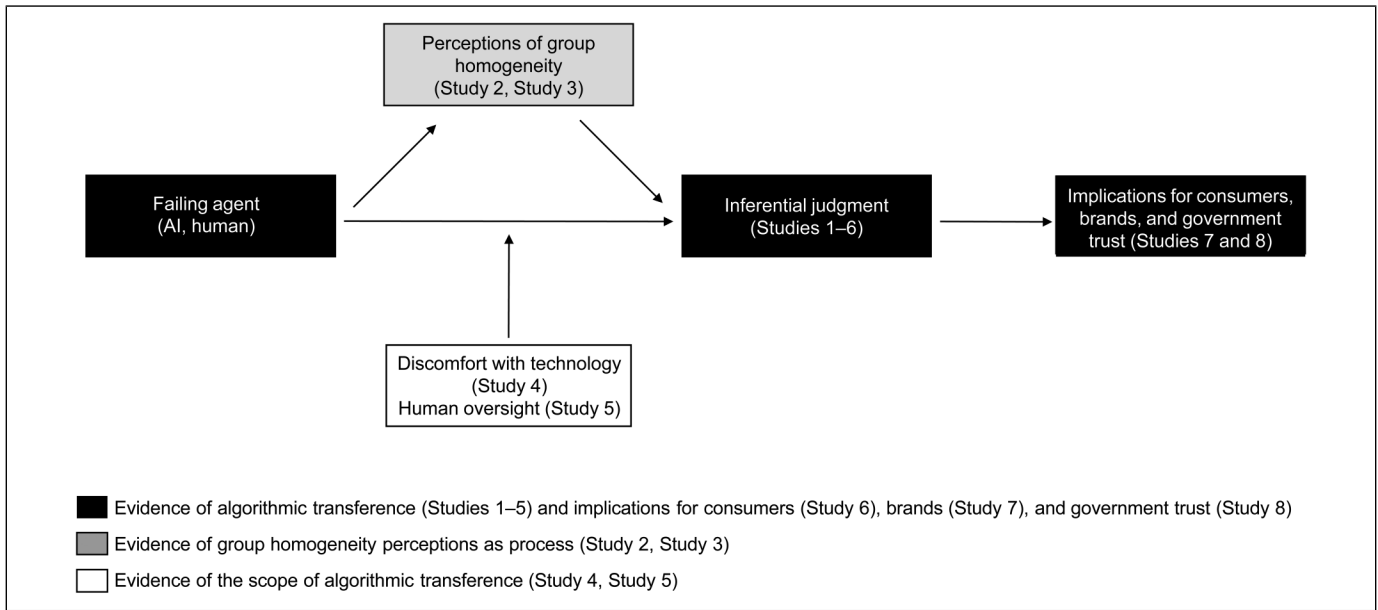 Perceptions of group
homogeneity
(Study 2, Study 3)
Failing agent
(AI, human)
Inferential judgment
(Studies 1–6)
Implications for consumers,
brands, and government
trust (Studies 7 and 8)
Discomfort with technology
(Study 4)
Human oversight (Study 5)
Evidence of algorithmic transference (Studies 1–5) and implications for consumers (Study 6), brands (Study 7), and government trust (Study 8)
Evidence of group homogeneity perceptions as process (Study 2, Study 3)
Evidence of the scope of algorithmic transference (Study 4, Study 5)